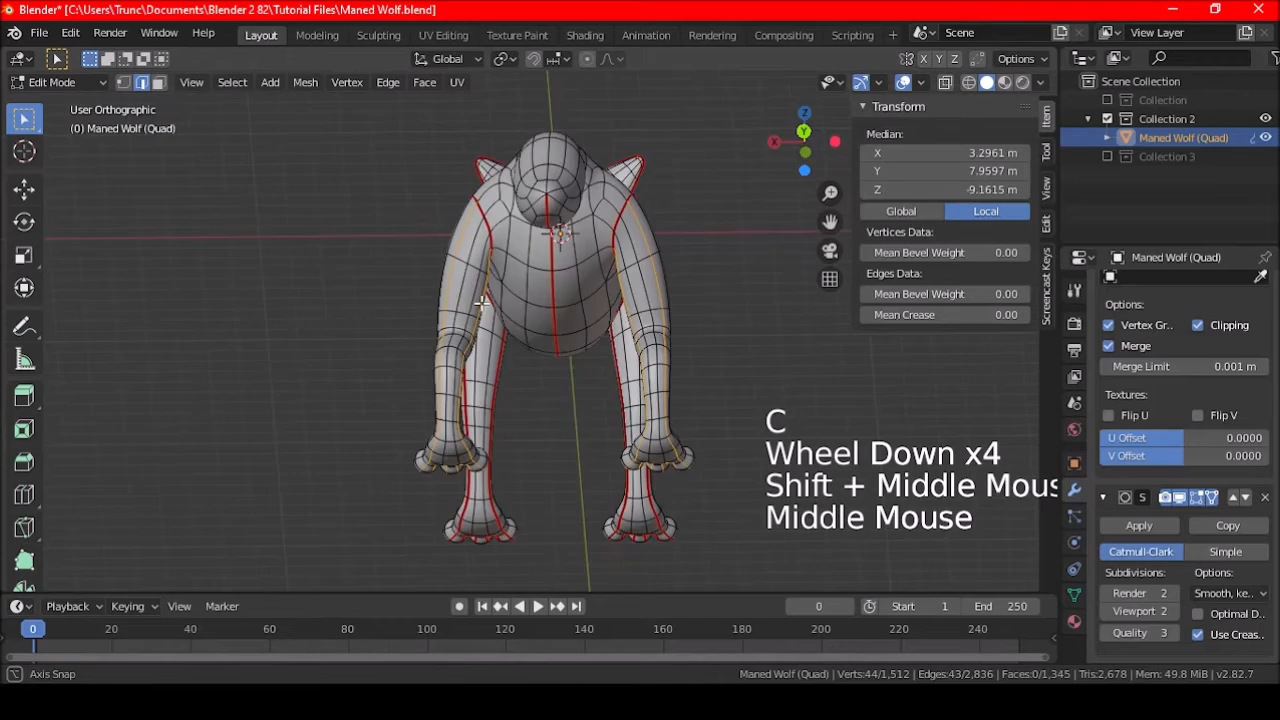 Blender* [C:\Users\Trunc\Documents\Blender 2 82\Tutorial Files\Maned Wolf.blend]
File Edit Render Window Help Layout Modeling Sculpting UV Editing Texture Paint Shading Animation Rendering Compositing Scripting + Scene View Layer
Global X Y Z Options
Edit Mode View Select Add Mesh Vertex Edge Face UV
User Orthographic
(0) Maned Wolf (Quad)
Z
Y
X
Transform
Median:
X 3.2961 m
Y 7.9597 m
Z -9.1615 m
Global Local
Vertices Data:
Mean Bevel Weight 0.00
Edges Data:
Mean Bevel Weight 0.00
Mean Crease 0.00
Item
Tool
View
Edit
Screencast Keys
Scene Collection
Collection
Collection 2
Maned Wolf (Quad)
Collection 3
Maned Wolf (Quad)
Options:
Vertex Gr... Clipping
Merge
Merge Limit 0.001 m
Textures:
Flip U Flip V
U Offset 0.0000
V Offset 0.0000
S
Apply Copy
Catmull-Clark Simple
Subdivisions: Options:
Render 2 Smooth, ke...
Viewport 2 Optimal D...
Quality 3 Use Creas...
C
Wheel Down x4
Shift + Middle Mous
Middle Mouse
Playback Keying View Marker 0 Start 1 End 250
0 20 40 60 80 100 120 140 160 180 200 220 240
Axis Snap Maned Wolf (Quad) | Verts:44/1,512 | Edges:43/2,836 | Faces:0/1,345 | Tris:2,678 | Mem: 49.8 MiB | v2.82.7